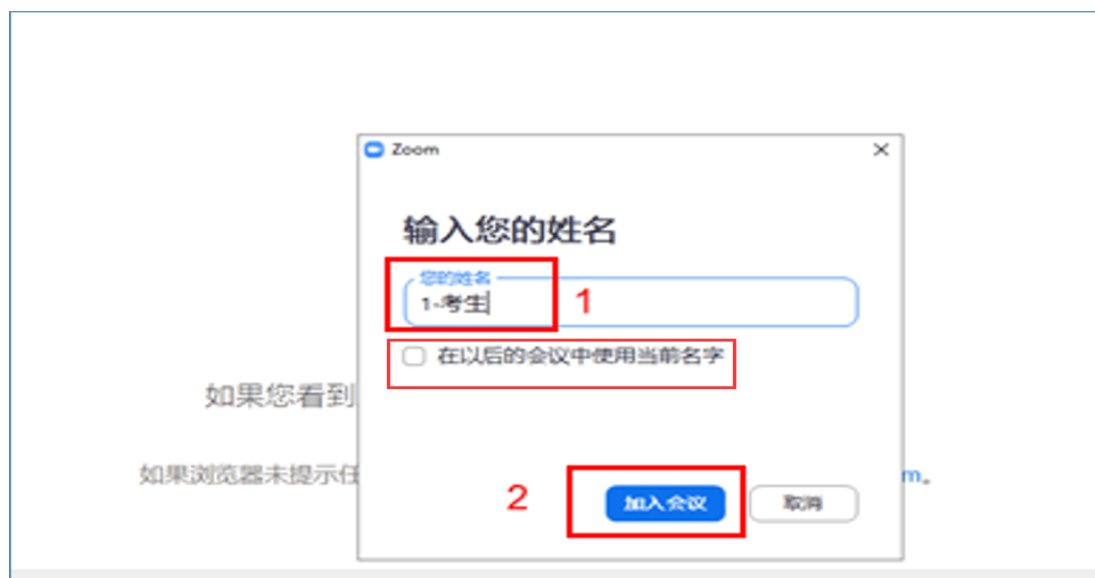 Zoom
输入您的姓名
您的姓名
1-考生
1
在以后的会议中使用当前名字
如果您看到
如果浏览器未提示任
m。
2
加入会议
取消